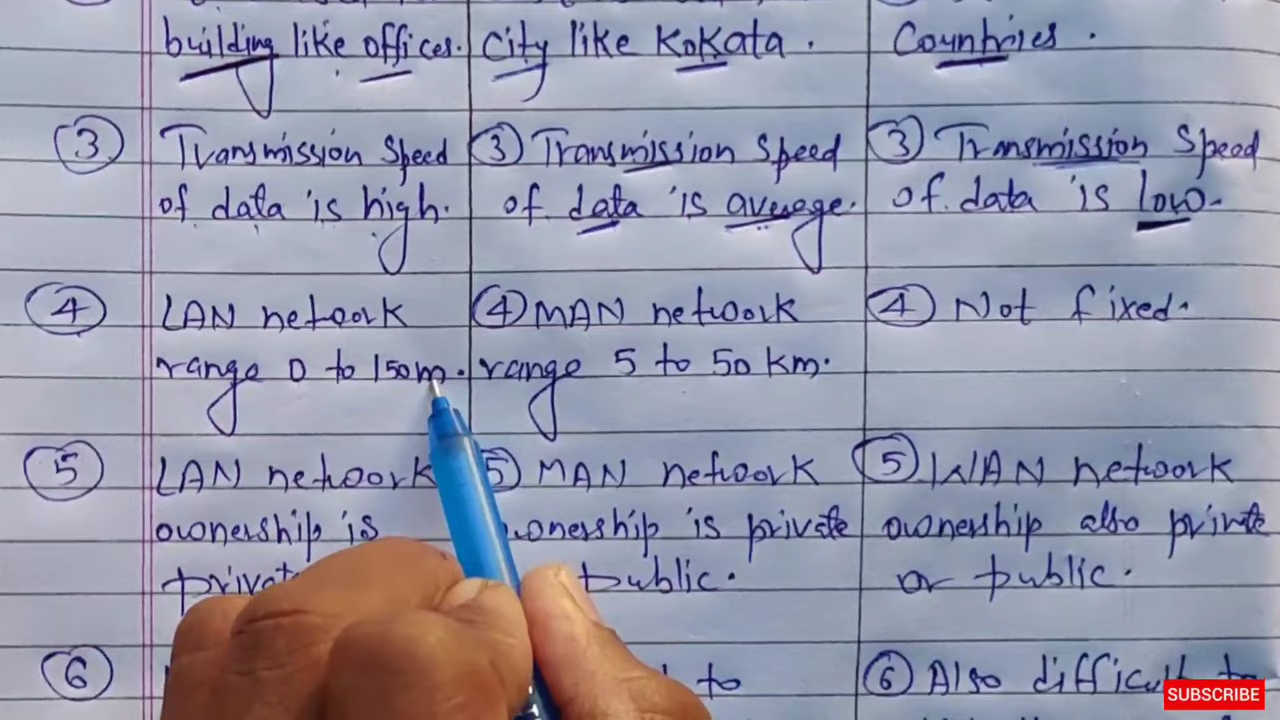 building like offices. city like KoKata. Countries.
③ Transmission speed ③ Transmission speed ③ Transmission speed
of data is high. of data is average. of data is low.
④ LAN network ④ MAN network ④ Not fixed.
range 0 to 150m. range 5 to 50 km.
⑤ LAN network ⑤ MAN network ⑤ WAN network
ownership is ownership is private ownership also private
public. or public.
⑥ to ⑥ Also difficult to
SUBSCRIBE